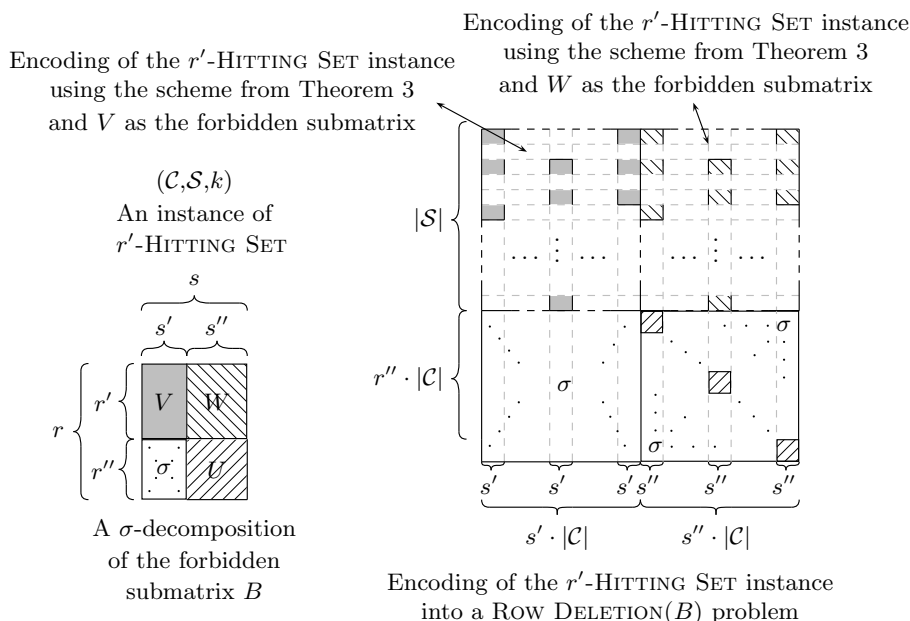 Encoding of the r′-HITTING SET instance
using the scheme from Theorem 3
and V as the forbidden submatrix
Encoding of the r′-HITTING SET instance
using the scheme from Theorem 3
and W as the forbidden submatrix
(C,S,k)
An instance of
r′-HITTING SET
s
s′ s″
r
r′
V W
r″
σ U
A σ-decomposition
of the forbidden
submatrix B
|S|
r″ · |C|
σ
σ
σ
s′ s′ s′ s″ s″ s″
s′ · |C| s″ · |C|
Encoding of the r′-HITTING SET instance
into a ROW DELETION(B) problem